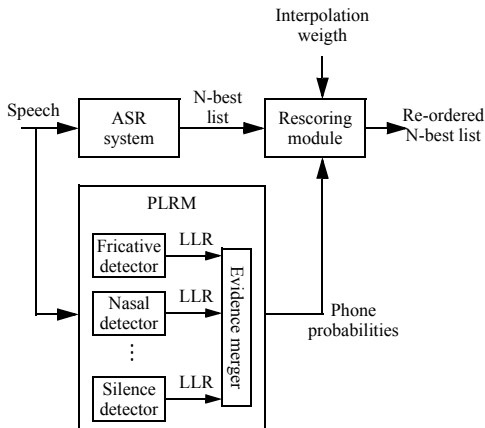 Interpolation
weigth
Speech
ASR
system
N-best
list
Rescoring
module
Re-ordered
N-best list
PLRM
Fricative
detector
LLR
Nasal
detector
LLR
⋮
Silence
detector
LLR
Evidence merger
Phone
probabilities